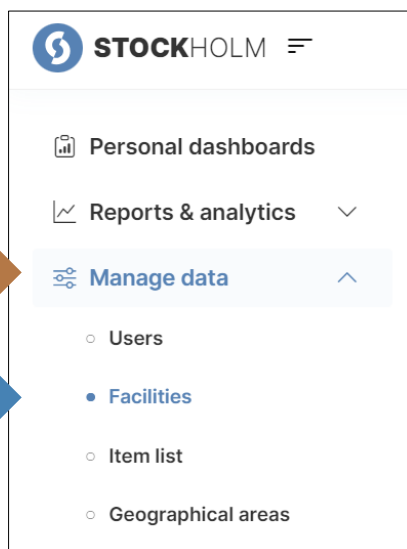 STOCKHOLM
Personal dashboards
Reports & analytics
Manage data
Users
Facilities
Item list
Geographical areas